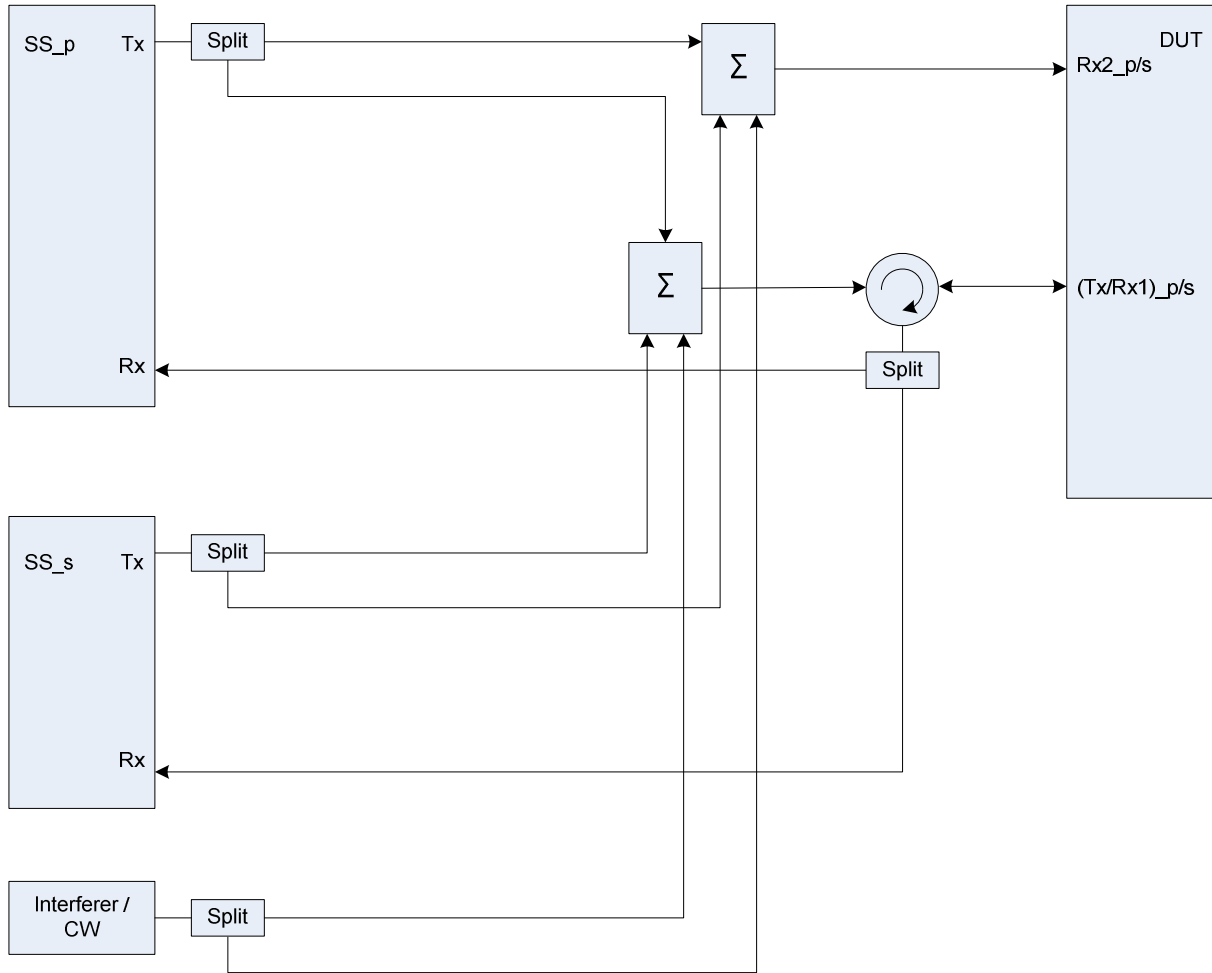 SS_p
Tx
Split
Σ
DUT
Rx2_p/s
Σ
(Tx/Rx1)_p/s
Rx
Split
SS_s
Tx
Split
Rx
Interferer /
CW
Split